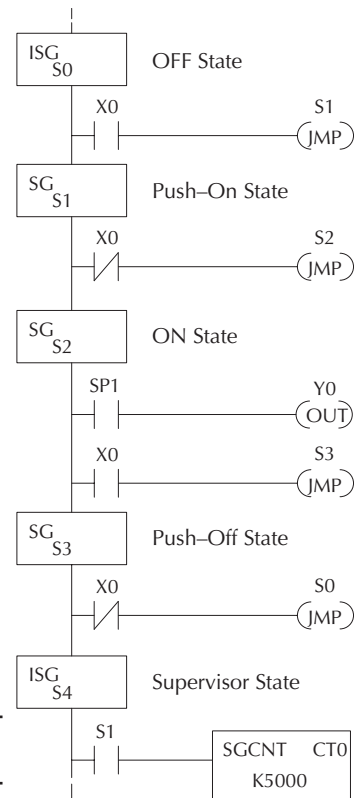 ISG
S0
OFF State
X0
S1
JMP
SG
S1
Push–On State
X0
S2
JMP
SG
S2
ON State
SP1
Y0
OUT
X0
S3
JMP
SG
S3
Push–Off State
X0
S0
JMP
ISG
S4
Supervisor State
S1
SGCNT CT0
K5000